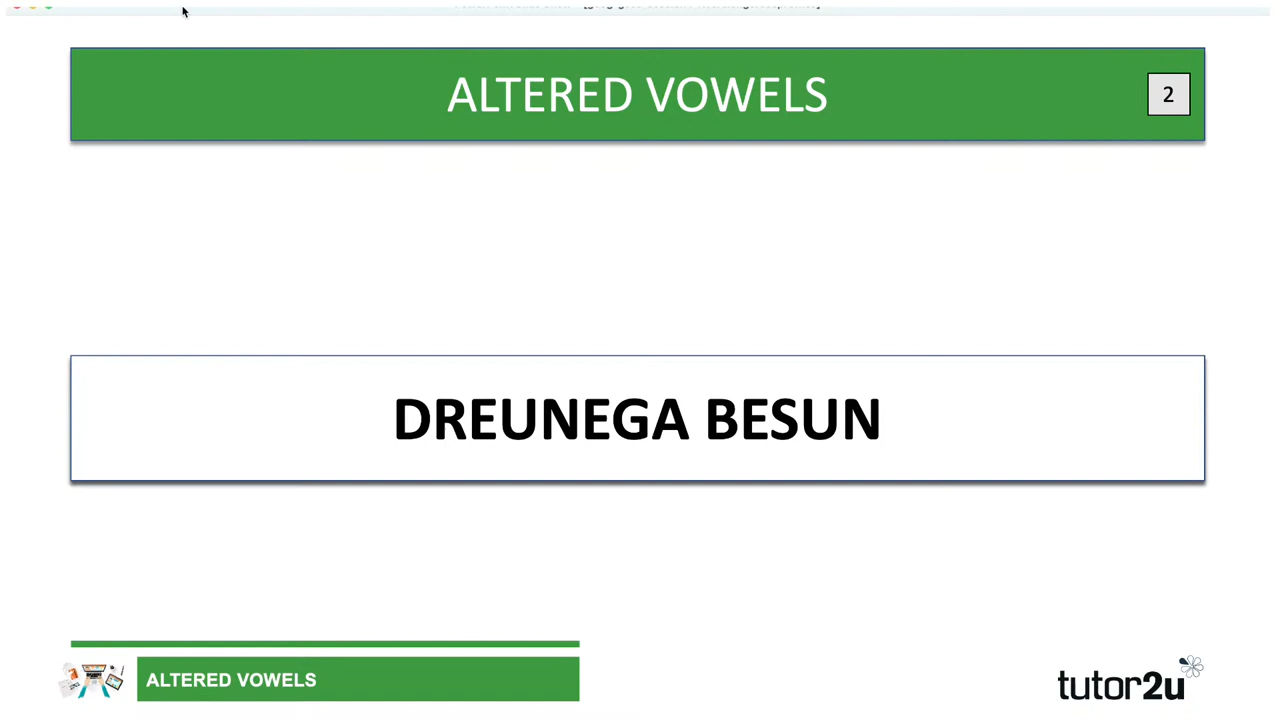 ALTERED VOWELS
2
DREUNEGA BESUN
ALTERED VOWELS
tutor2u